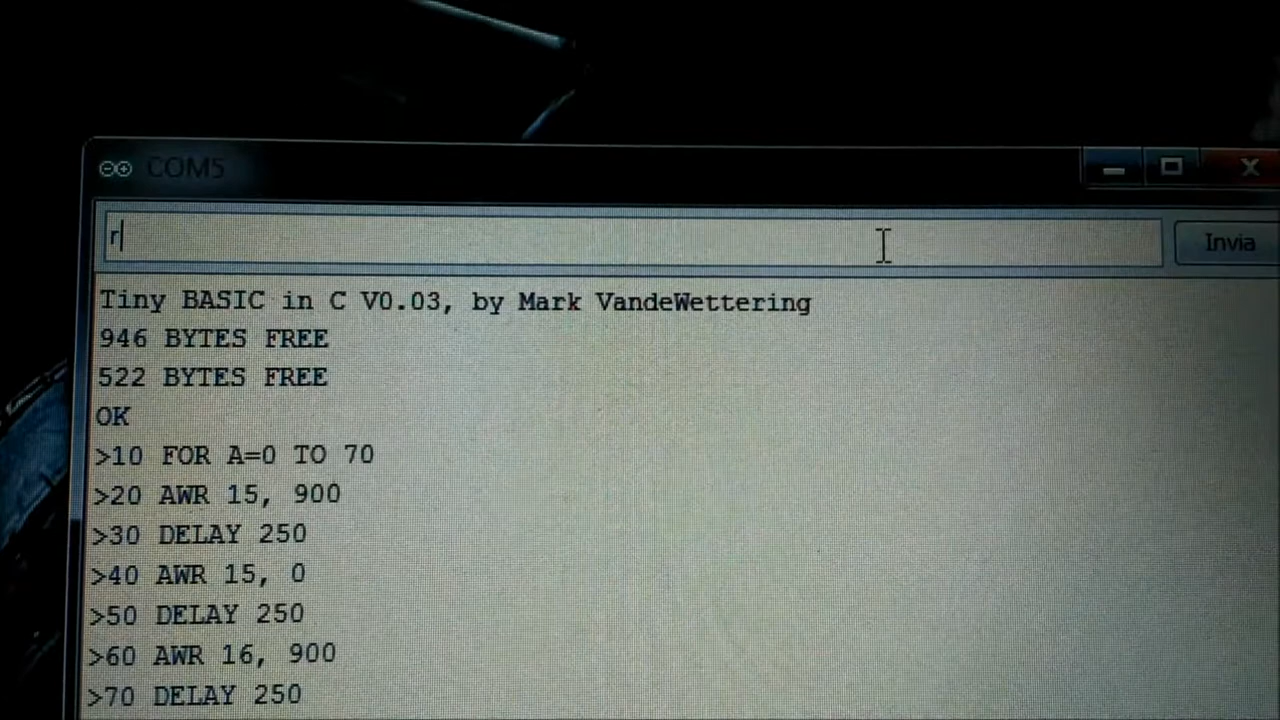 COM5
r
Invia
Tiny BASIC in C V0.03, by Mark VandeWettering
946 BYTES FREE
522 BYTES FREE
OK
>10 FOR A=0 TO 70
>20 AWR 15, 900
>30 DELAY 250
>40 AWR 15, 0
>50 DELAY 250
>60 AWR 16, 900
>70 DELAY 250